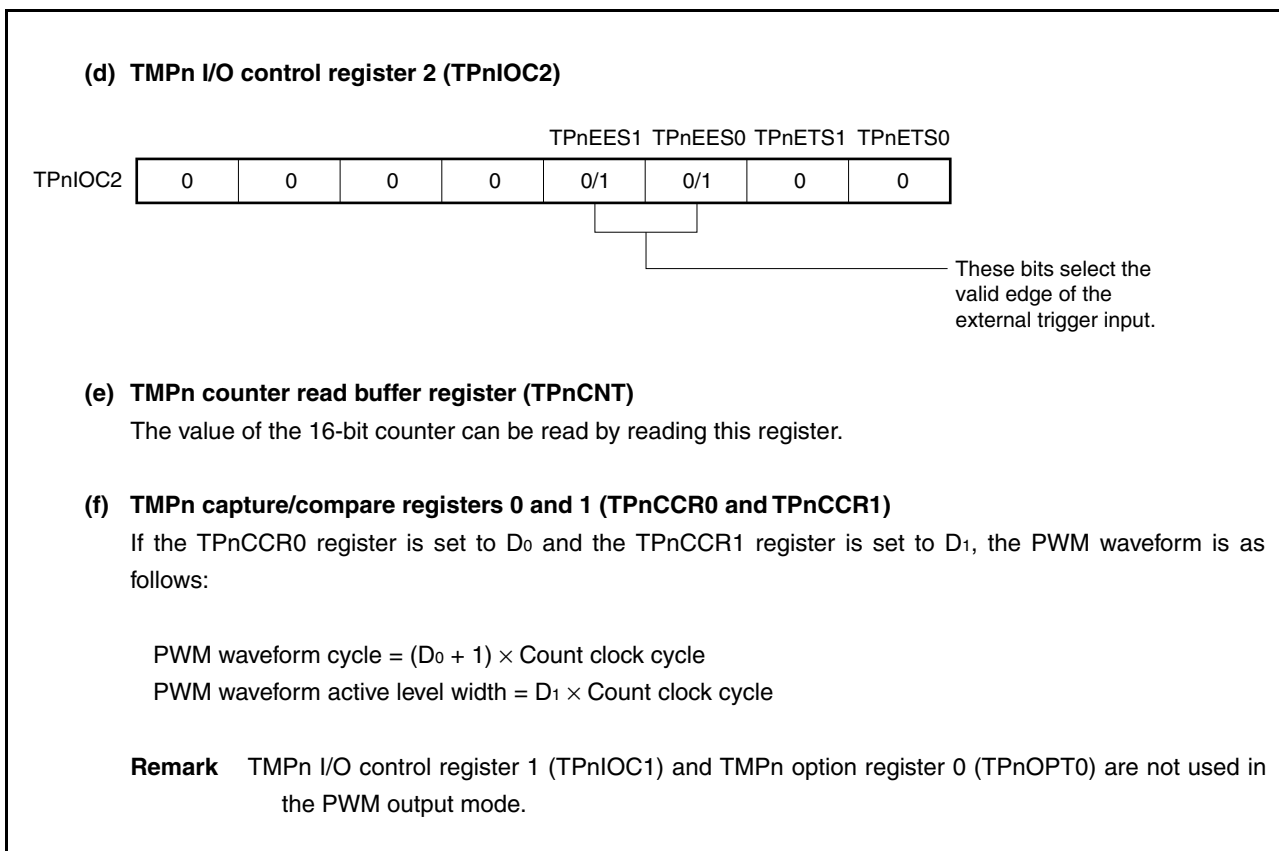 (d) TMPn I/O control register 2 (TPnIOC2)
TPnEES1 TPnEES0 TPnETS1 TPnETS0
TPnIOC2 0 0 0 0 0/1 0/1 0 0
These bits select the
valid edge of the
external trigger input.
(e) TMPn counter read buffer register (TPnCNT)
The value of the 16-bit counter can be read by reading this register.
(f) TMPn capture/compare registers 0 and 1 (TPnCCR0 and TPnCCR1)
If the TPnCCR0 register is set to D0 and the TPnCCR1 register is set to D1, the PWM waveform is as
follows:
PWM waveform cycle = (D0 + 1) × Count clock cycle
PWM waveform active level width = D1 × Count clock cycle
Remark TMPn I/O control register 1 (TPnIOC1) and TMPn option register 0 (TPnOPT0) are not used in
the PWM output mode.